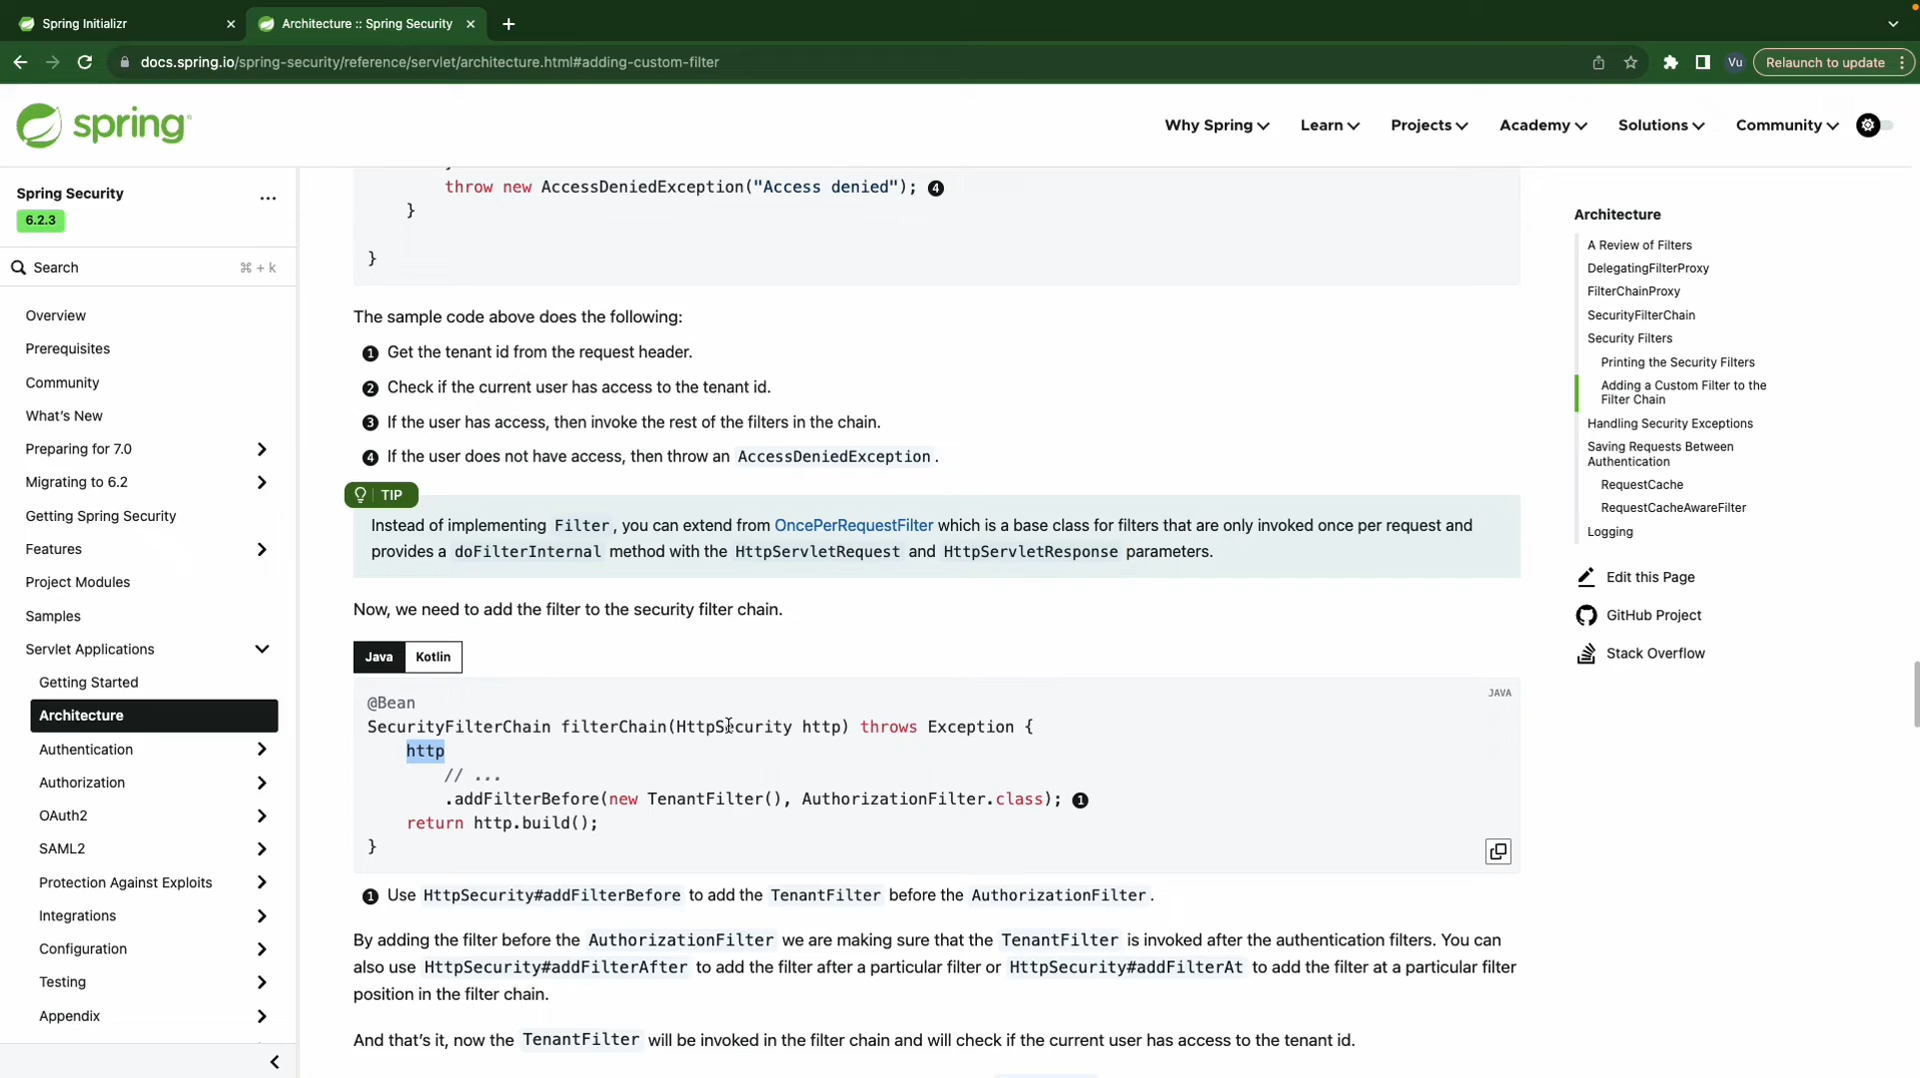 Spring Initializr
Architecture :: Spring Security
docs.spring.io/spring-security/reference/servlet/architecture.html#adding-custom-filter
Vu
Relaunch to update
spring
Why Spring
Learn
Projects
Academy
Solutions
Community
Spring Security
6.2.3
Search
⌘ + k
Overview
Prerequisites
Community
What's New
Preparing for 7.0
Migrating to 6.2
Getting Spring Security
Features
Project Modules
Samples
Servlet Applications
Getting Started
Architecture
Authentication
Authorization
OAuth2
SAML2
Protection Against Exploits
Integrations
Configuration
Testing
Appendix
throw new AccessDeniedException("Access denied"); 4
}
}
The sample code above does the following:
1 Get the tenant id from the request header.
2 Check if the current user has access to the tenant id.
3 If the user has access, then invoke the rest of the filters in the chain.
4 If the user does not have access, then throw an AccessDeniedException.
TIP
Instead of implementing Filter, you can extend from OncePerRequestFilter which is a base class for filters that are only invoked once per request and
provides a doFilterInternal method with the HttpServletRequest and HttpServletResponse parameters.
Now, we need to add the filter to the security filter chain.
Java
Kotlin
JAVA
@Bean
SecurityFilterChain filterChain(HttpSecurity http) throws Exception {
http
// ...
.addFilterBefore(new TenantFilter(), AuthorizationFilter.class); 1
return http.build();
}
1 Use HttpSecurity#addFilterBefore to add the TenantFilter before the AuthorizationFilter.
By adding the filter before the AuthorizationFilter we are making sure that the TenantFilter is invoked after the authentication filters. You can
also use HttpSecurity#addFilterAfter to add the filter after a particular filter or HttpSecurity#addFilterAt to add the filter at a particular filter
position in the filter chain.
And that's it, now the TenantFilter will be invoked in the filter chain and will check if the current user has access to the tenant id.
Architecture
A Review of Filters
DelegatingFilterProxy
FilterChainProxy
SecurityFilterChain
Security Filters
Printing the Security Filters
Adding a Custom Filter to the
Filter Chain
Handling Security Exceptions
Saving Requests Between
Authentication
RequestCache
RequestCacheAwareFilter
Logging
Edit this Page
GitHub Project
Stack Overflow